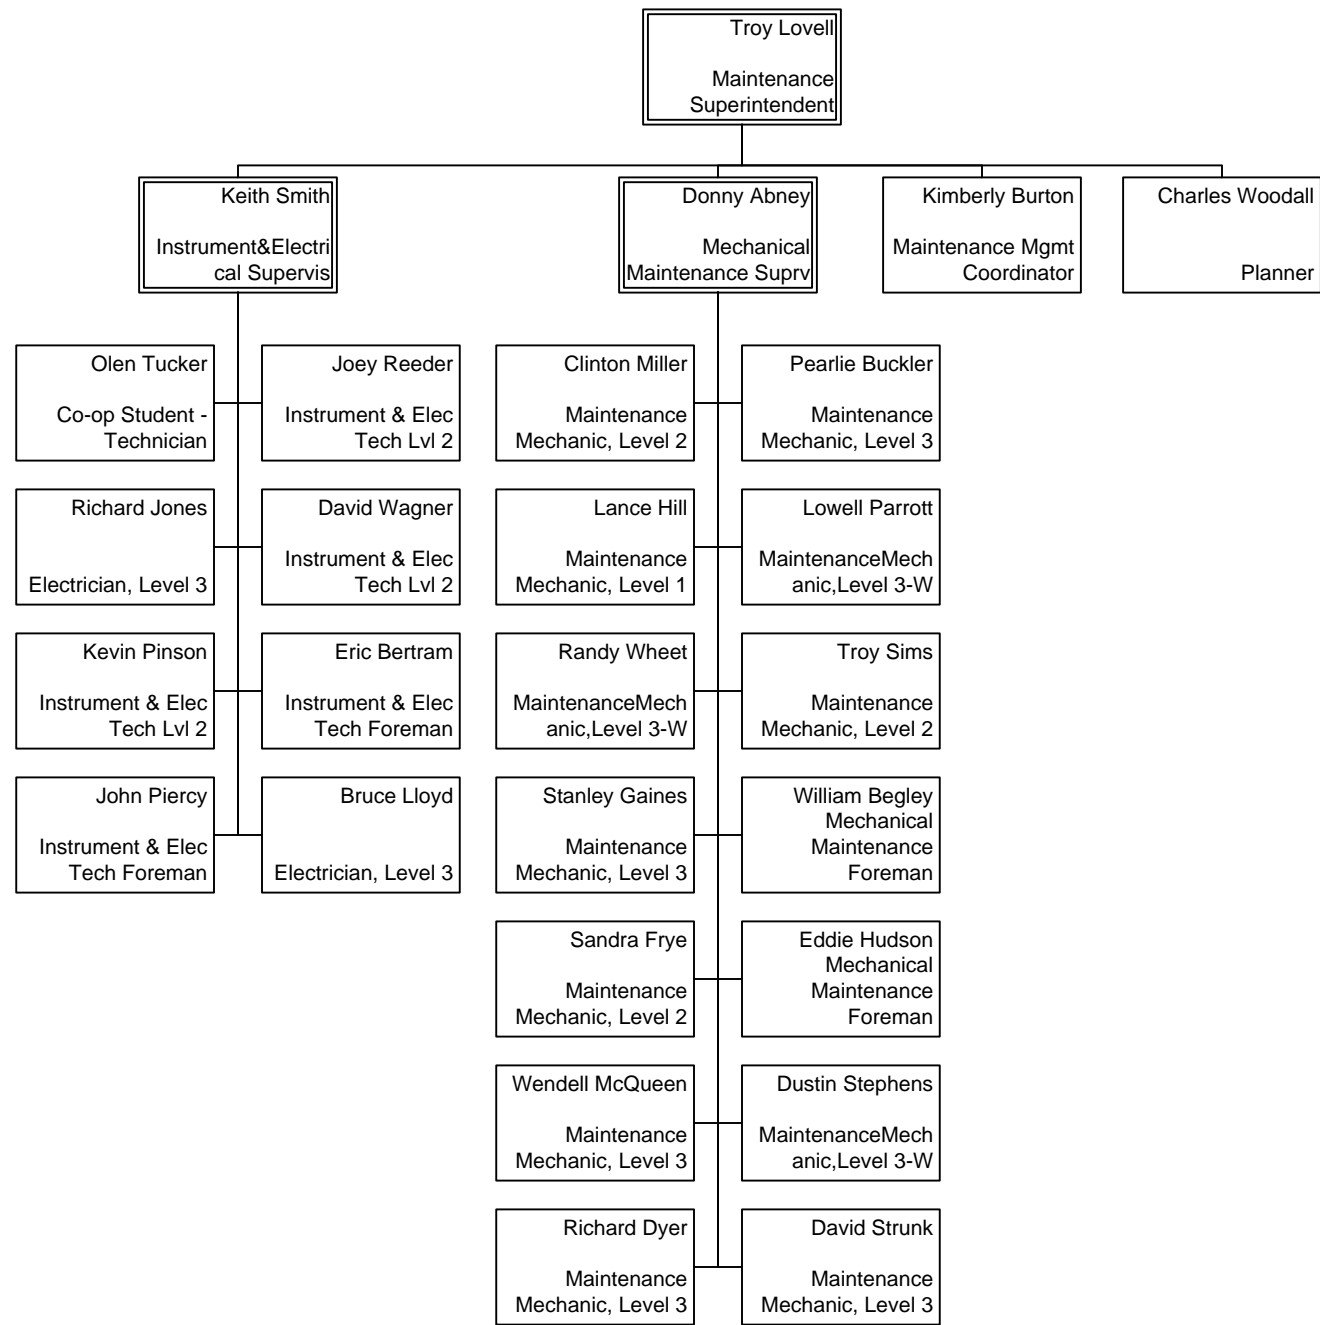 Troy Lovell
Maintenance
Superintendent
Keith Smith
Instrument&Electri
cal Supervis
Donny Abney
Mechanical
Maintenance Suprv
Kimberly Burton
Maintenance Mgmt
Coordinator
Charles Woodall
Planner
Olen Tucker
Co-op Student -
Technician
Joey Reeder
Instrument & Elec
Tech Lvl 2
Clinton Miller
Maintenance
Mechanic, Level 2
Pearlie Buckler
Maintenance
Mechanic, Level 3
Richard Jones
Electrician, Level 3
David Wagner
Instrument & Elec
Tech Lvl 2
Lance Hill
Maintenance
Mechanic, Level 1
Lowell Parrott
MaintenanceMech
anic,Level 3-W
Kevin Pinson
Instrument & Elec
Tech Lvl 2
Eric Bertram
Instrument & Elec
Tech Foreman
Randy Wheet
MaintenanceMech
anic,Level 3-W
Troy Sims
Maintenance
Mechanic, Level 2
John Piercy
Instrument & Elec
Tech Foreman
Bruce Lloyd
Electrician, Level 3
Stanley Gaines
Maintenance
Mechanic, Level 3
William Begley
Mechanical
Maintenance
Foreman
Sandra Frye
Maintenance
Mechanic, Level 2
Eddie Hudson
Mechanical
Maintenance
Foreman
Wendell McQueen
Maintenance
Mechanic, Level 3
Dustin Stephens
MaintenanceMech
anic,Level 3-W
Richard Dyer
Maintenance
Mechanic, Level 3
David Strunk
Maintenance
Mechanic, Level 3